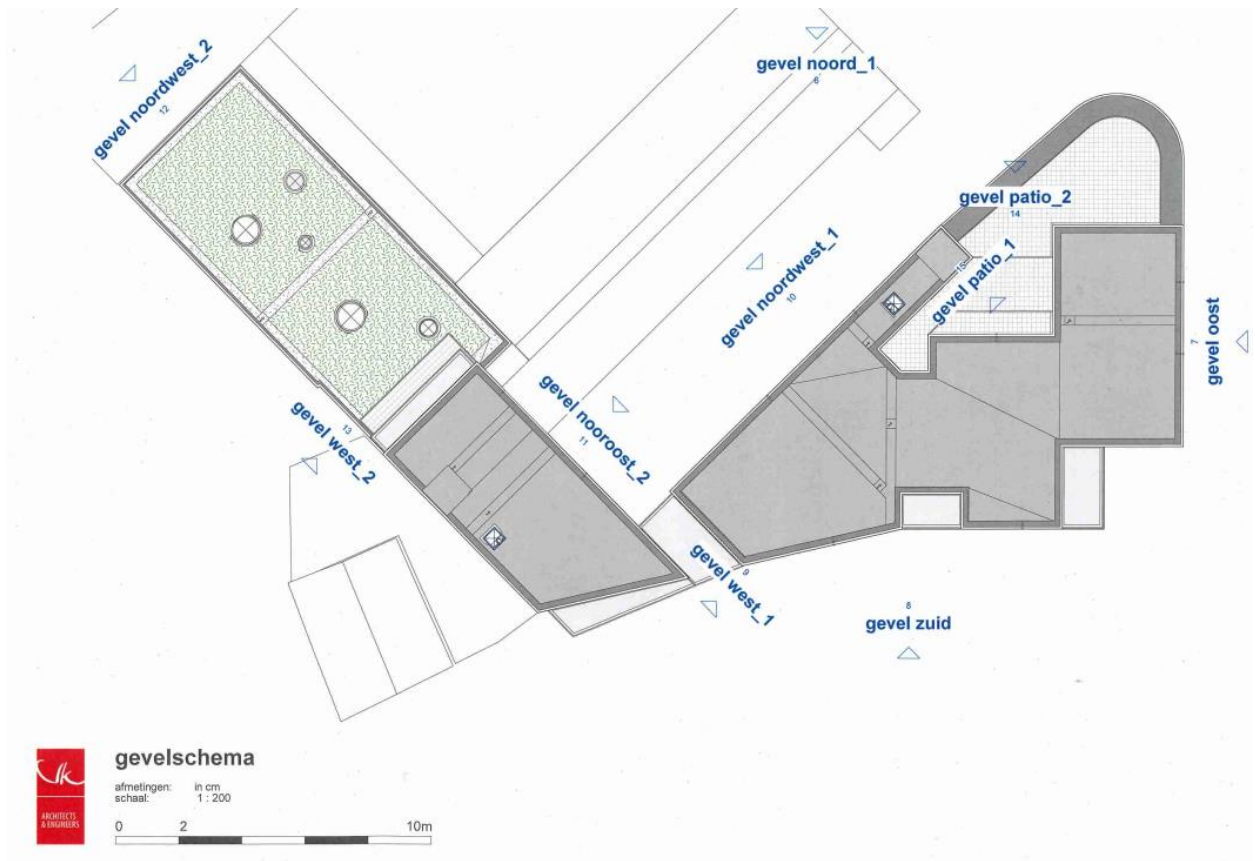 gevel noordwest_2
12
gevel noord_1
6
gevel patio_2
14
gevel patio_1
15
gevel noordwest_1
10
gevel oost
7
gevel nooroost_2
11
gevel west_2
13
gevel west_1
9
8
gevel zuid
gevelschema
afmetingen: in cm
schaal: 1 : 200
0 2 10m
vk
ARCHITECTS
& ENGINEERS